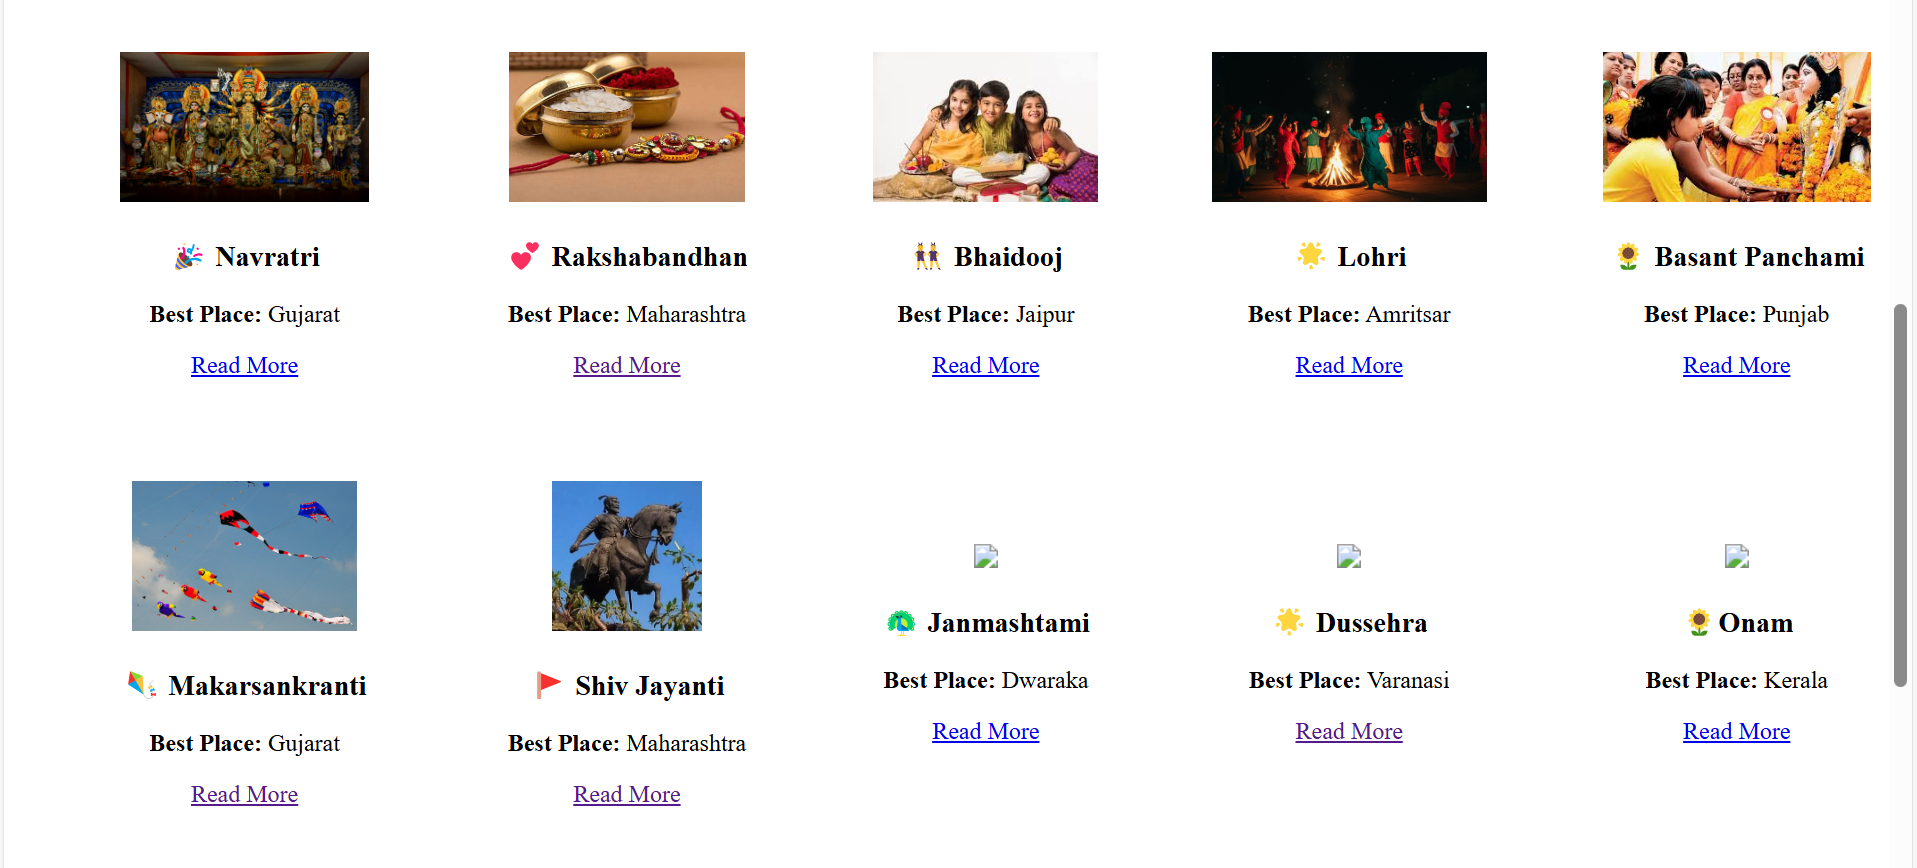 🎉 Navratri
Best Place: Gujarat
Read More
💕 Rakshabandhan
Best Place: Maharashtra
Read More
👯 Bhaidooj
Best Place: Jaipur
Read More
🌟 Lohri
Best Place: Amritsar
Read More
🌻 Basant Panchami
Best Place: Punjab
Read More
🪁 Makarsankranti
Best Place: Gujarat
Read More
🚩 Shiv Jayanti
Best Place: Maharashtra
Read More
🦚 Janmashtami
Best Place: Dwaraka
Read More
🌟 Dussehra
Best Place: Varanasi
Read More
🌻 Onam
Best Place: Kerala
Read More